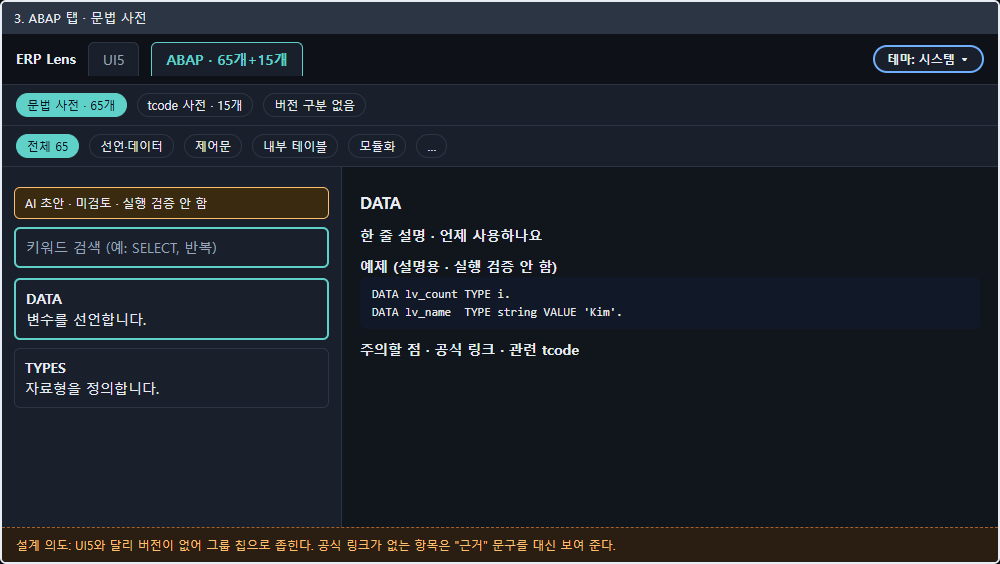 3. ABAP 탭 · 문법 사전
ERP Lens UI5 ABAP · 65개+15개 테마: 시스템
문법 사전 · 65개 tcode 사전 · 15개 버전 구분 없음
전체 65 선언·데이터 제어문 내부 테이블 모듈화 ...
AI 초안 · 미검토 · 실행 검증 안 함
키워드 검색 (예: SELECT, 반복)
DATA
변수를 선언합니다.
TYPES
자료형을 정의합니다.
DATA
한 줄 설명 · 언제 사용하나요
예제 (설명용 · 실행 검증 안 함)
DATA lv_count TYPE i.
DATA lv_name  TYPE string VALUE 'Kim'.
주의할 점 · 공식 링크 · 관련 tcode
설계 의도: UI5와 달리 버전이 없어 그룹 칩으로 좁힌다. 공식 링크가 없는 항목은 "근거" 문구를 대신 보여 준다.